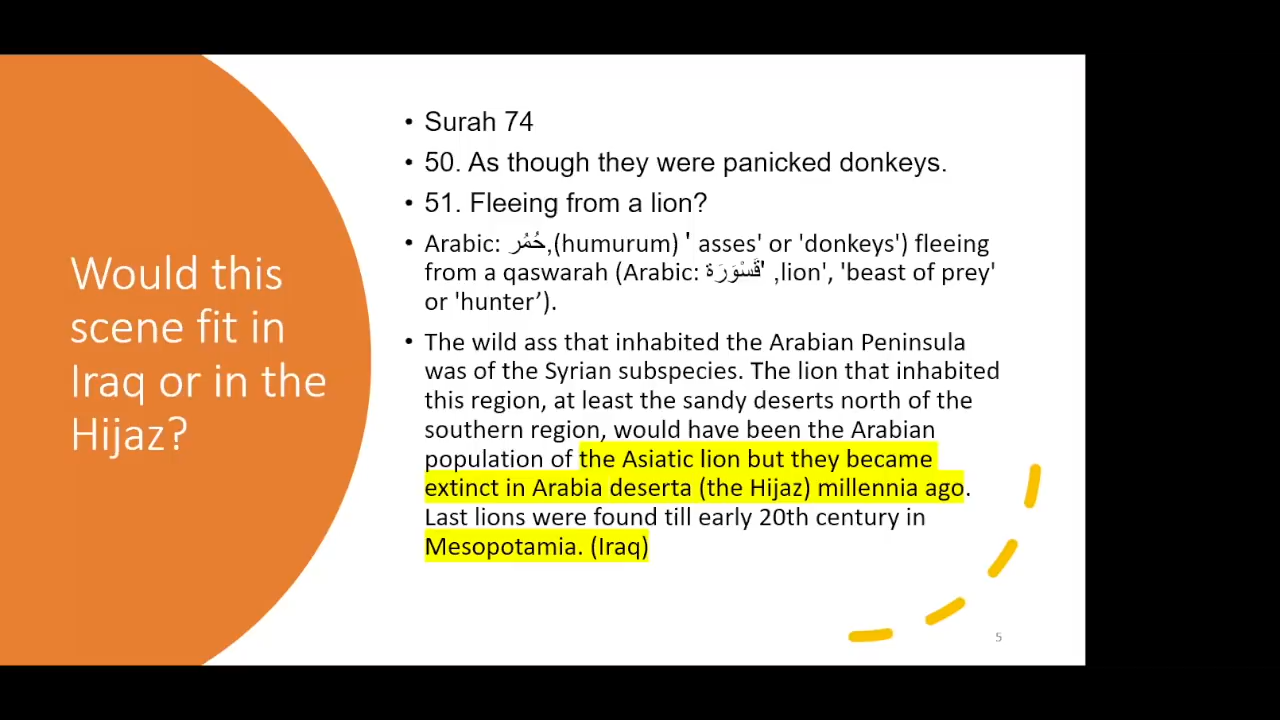 Would this
scene fit in
Iraq or in the
Hijaz?
• Surah 74
• 50. As though they were panicked donkeys.
• 51. Fleeing from a lion?
• Arabic: حُمُر,(humurum) ' asses' or 'donkeys') fleeing
from a qaswarah (Arabic: قَسْوَرَة' ,lion', 'beast of prey'
or 'hunter’).
• The wild ass that inhabited the Arabian Peninsula
was of the Syrian subspecies. The lion that inhabited
this region, at least the sandy deserts north of the
southern region, would have been the Arabian
population of the Asiatic lion but they became
extinct in Arabia deserta (the Hijaz) millennia ago.
Last lions were found till early 20th century in
Mesopotamia. (Iraq)
5